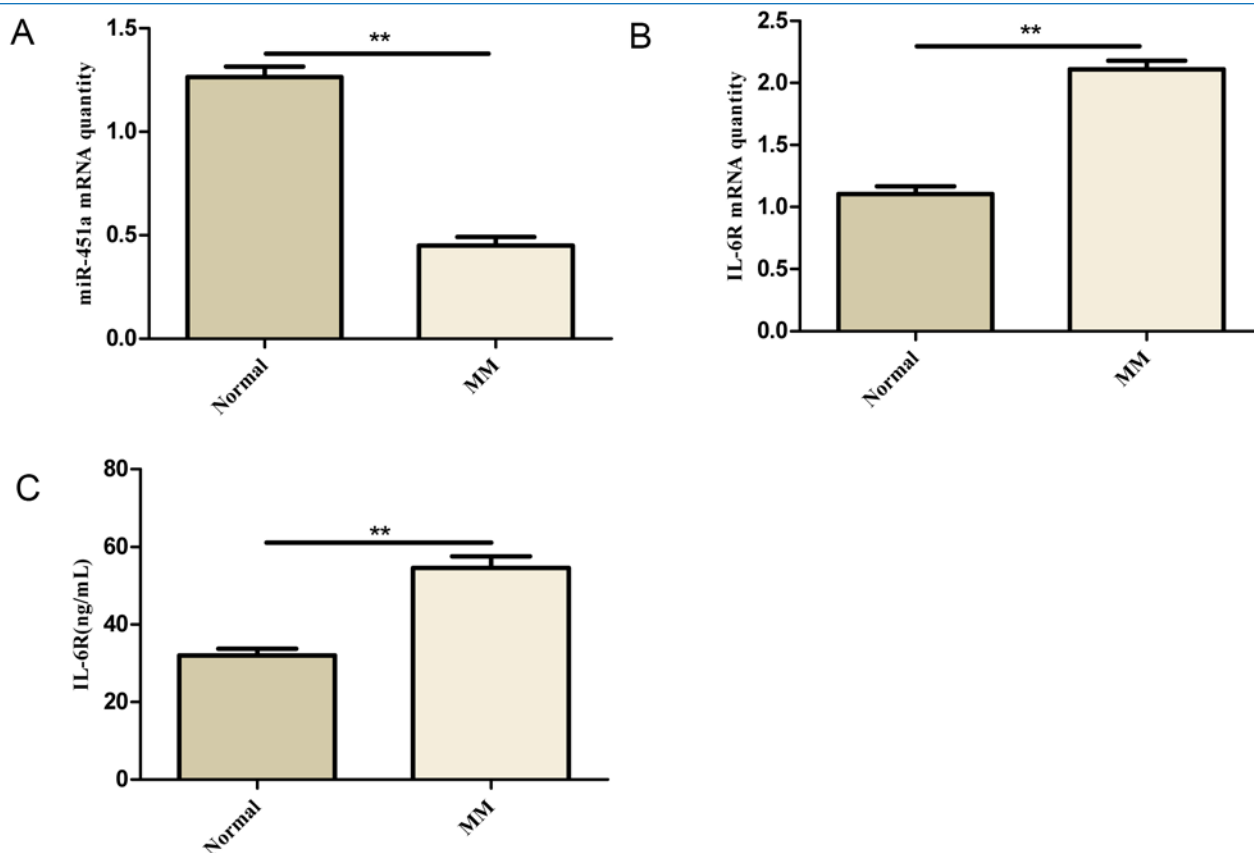 A
miR-451a mRNA quantity
1.5
1.0
0.5
0.0
**
Normal
MM
B
IL-6R mRNA quantity
2.5
2.0
1.5
1.0
0.5
0.0
**
Normal
MM
C
IL-6R(ng/mL)
80
60
40
20
0
**
Normal
MM